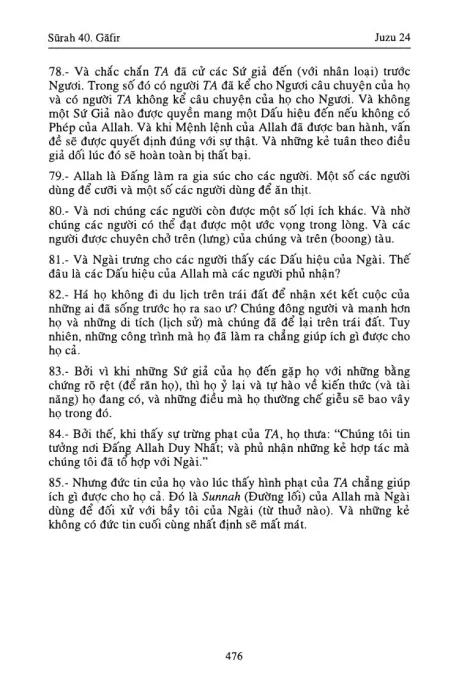 Sūrah 40. Gāfir Juzu 24
78.- Và chắc chắn TA đã cử các Sứ giả đến (với nhân loại) trước
Ngươi. Trong số đó có người TA đã kể cho Ngươi câu chuyện của họ
và có người TA không kể câu chuyện của họ cho Ngươi. Và không
một Sứ Giả nào được quyền mang một Dấu hiệu đến nếu không có
Phép của Allah. Và khi Mệnh lệnh của Allah đã được ban hành, vấn
đề sẽ được quyết định đúng với sự thật. Và những kẻ tuân theo điều
giả dối lúc đó sẽ hoàn toàn bị thất bại.
79.- Allah là Đấng làm ra gia súc cho các người. Một số các người
dùng để cưỡi và một số các người dùng để ăn thịt.
80.- Và nơi chúng các người còn được một số lợi ích khác. Và nhờ
chúng các người có thể đạt được một ước vọng trong lòng. Và các
người được chuyên chở trên (lưng) của chúng và trên (boong) tàu.
81.- Và Ngài trưng cho các người thấy các Dấu hiệu của Ngài. Thế
đâu là các Dấu hiệu của Allah mà các người phủ nhận?
82.- Há họ không đi du lịch trên trái đất để nhận xét kết cuộc của
những ai đã sống trước họ ra sao ư? Chúng đông người và mạnh hơn
họ và những di tích (lịch sử) mà chúng đã để lại trên trái đất. Tuy
nhiên, những công trình mà họ đã làm ra chẳng giúp ích gì được cho
họ cả.
83.- Bởi vì khi những Sứ giả của họ đến gặp họ với những bằng
chứng rõ rệt (để răn họ), thì họ ỷ lại và tự hào về kiến thức (và tài
năng) họ đang có, và những điều mà họ thường chế giễu sẽ bao vây
họ trong đó.
84.- Bởi thế, khi thấy sự trừng phạt của TA, họ thưa: “Chúng tôi tin
tưởng nơi Đấng Allah Duy Nhất; và phủ nhận những kẻ hợp tác mà
chúng tôi đã tổ hợp với Ngài.”
85.- Nhưng đức tin của họ vào lúc thấy hình phạt của TA chẳng giúp
ích gì được cho họ cả. Đó là Sunnah (Đường lối) của Allah mà Ngài
dùng để đối xử với bầy tôi của Ngài (từ thuở nào). Và những kẻ
không có đức tin cuối cùng nhất định sẽ mất mát.
476